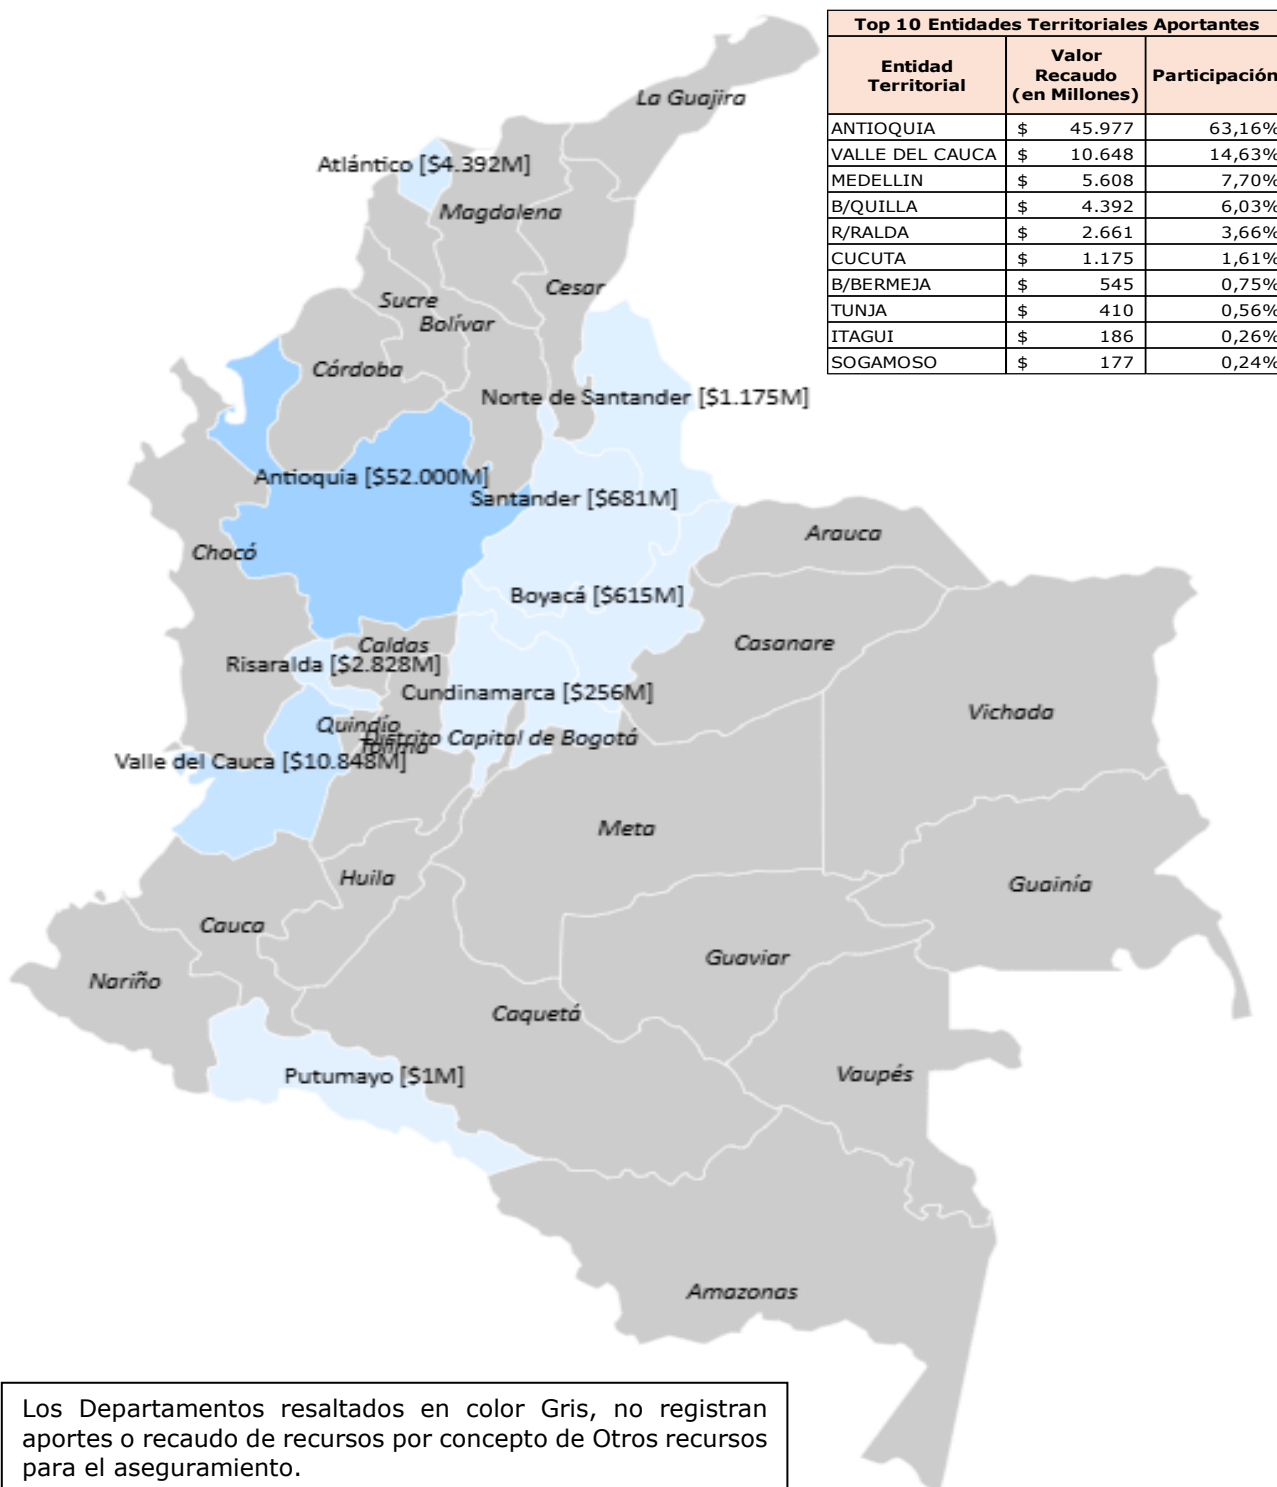 Top 10 Entidades Territoriales Aportantes
Entidad Territorial Valor Recaudo (en Millones) Participación
ANTIOQUIA $ 45.977 63,16%
VALLE DEL CAUCA $ 10.648 14,63%
MEDELLIN $ 5.608 7,70%
B/QUILLA $ 4.392 6,03%
R/RALDA $ 2.661 3,66%
CUCUTA $ 1.175 1,61%
B/BERMEJA $ 545 0,75%
TUNJA $ 410 0,56%
ITAGUI $ 186 0,26%
SOGAMOSO $ 177 0,24%
La Guajira
Atlántico [$4.392M]
Magdalena
Cesar
Sucre
Bolívar
Córdoba
Norte de Santander [$1.175M]
Antioquia [$52.000M]
Santander [$681M]
Arauca
Chocó
Boyacá [$615M]
Casanare
Caldas
Risaralda [$2.828M]
Cundinamarca [$256M]
Vichada
Quindío
Distrito Capital de Bogotá
Tolima
Valle del Cauca [$10.848M]
Meta
Huila
Guainía
Cauca
Guaviar
Nariño
Caquetá
Putumayo [$1M]
Vaupés
Amazonas
Los Departamentos resaltados en color Gris, no registran
aportes o recaudo de recursos por concepto de Otros recursos
para el aseguramiento.